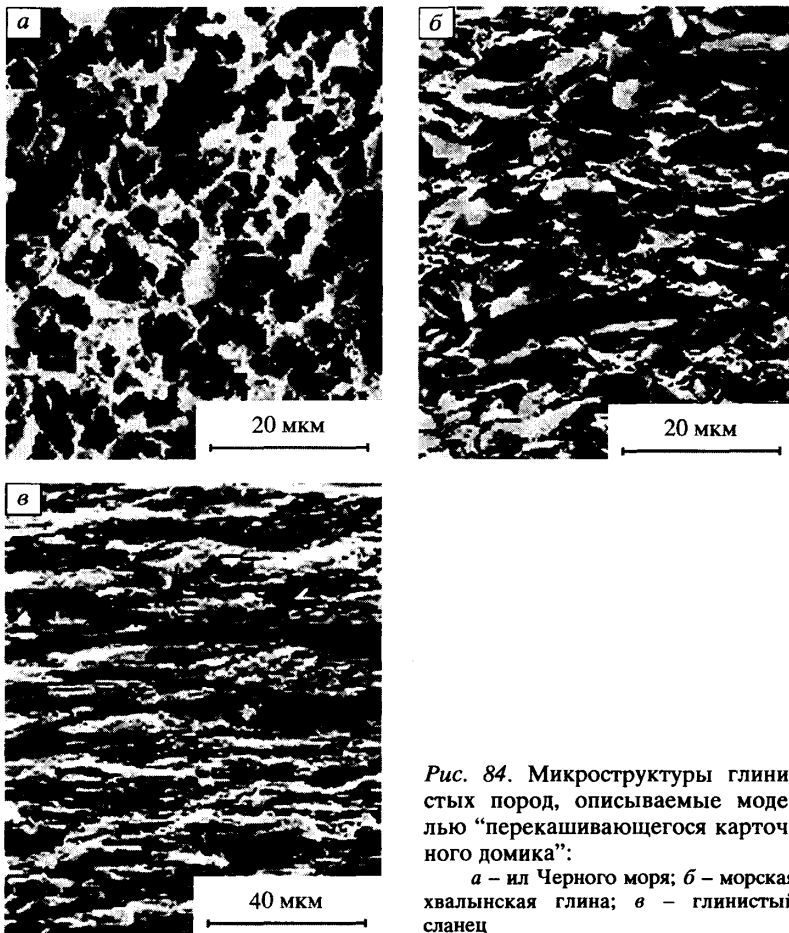 а
б
20 мкм
20 мкм
в
40 мкм
Рис. 84. Микроструктуры глини-
стых пород, описываемые моде-
лью “перекашивающегося карточ-
ного домика”:
а – ил Черного моря; б – морская
хвалынская глина; в – глинистый
сланец